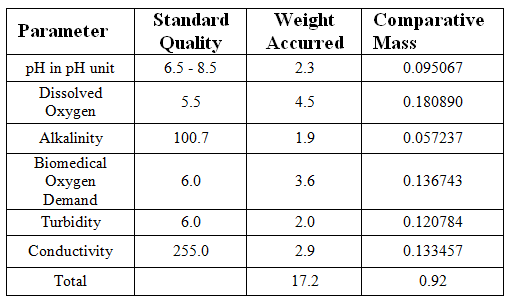 Parameter Standard Quality Weight Accurred Comparative Mass
pH in pH unit 6.5 - 8.5 2.3 0.095067
Dissolved Oxygen 5.5 4.5 0.180890
Alkalinity 100.7 1.9 0.057237
Biomedical Oxygen Demand 6.0 3.6 0.136743
Turbidity 6.0 2.0 0.120784
Conductivity 255.0 2.9 0.133457
Total 17.2 0.92